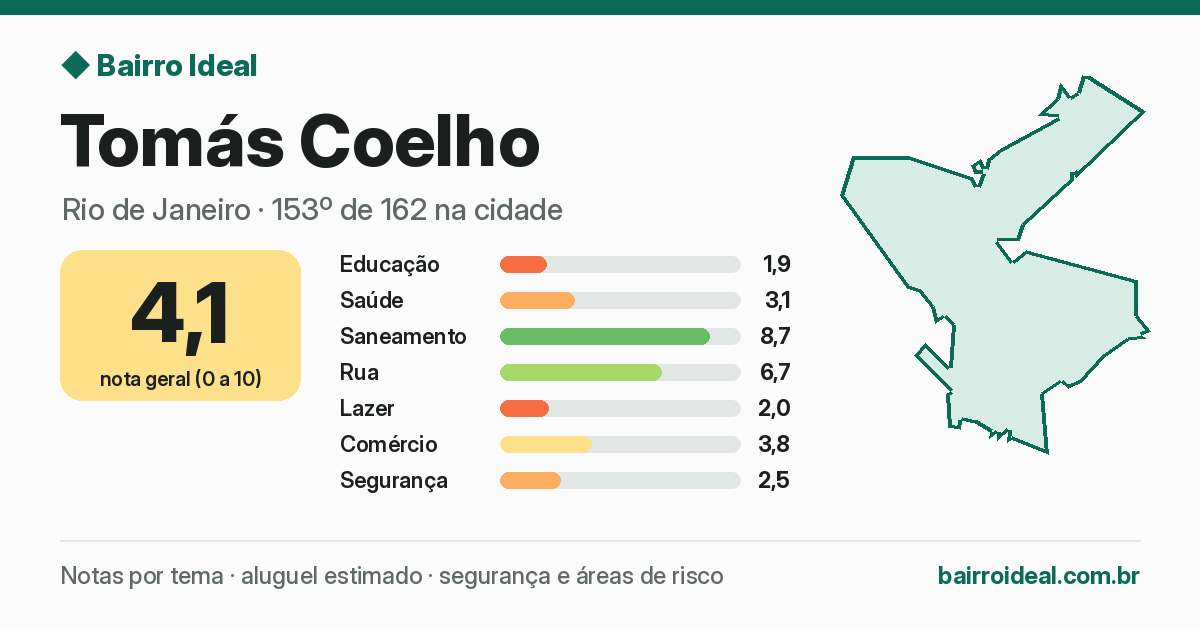 Bairro Ideal
Tomás Coelho
Rio de Janeiro · 153º de 162 na cidade
4,1
nota geral (0 a 10)
Educação 1,9
Saúde 3,1
Saneamento 8,7
Rua 6,7
Lazer 2,0
Comércio 3,8
Segurança 2,5
Notas por tema · aluguel estimado · segurança e áreas de risco
bairroideal.com.br